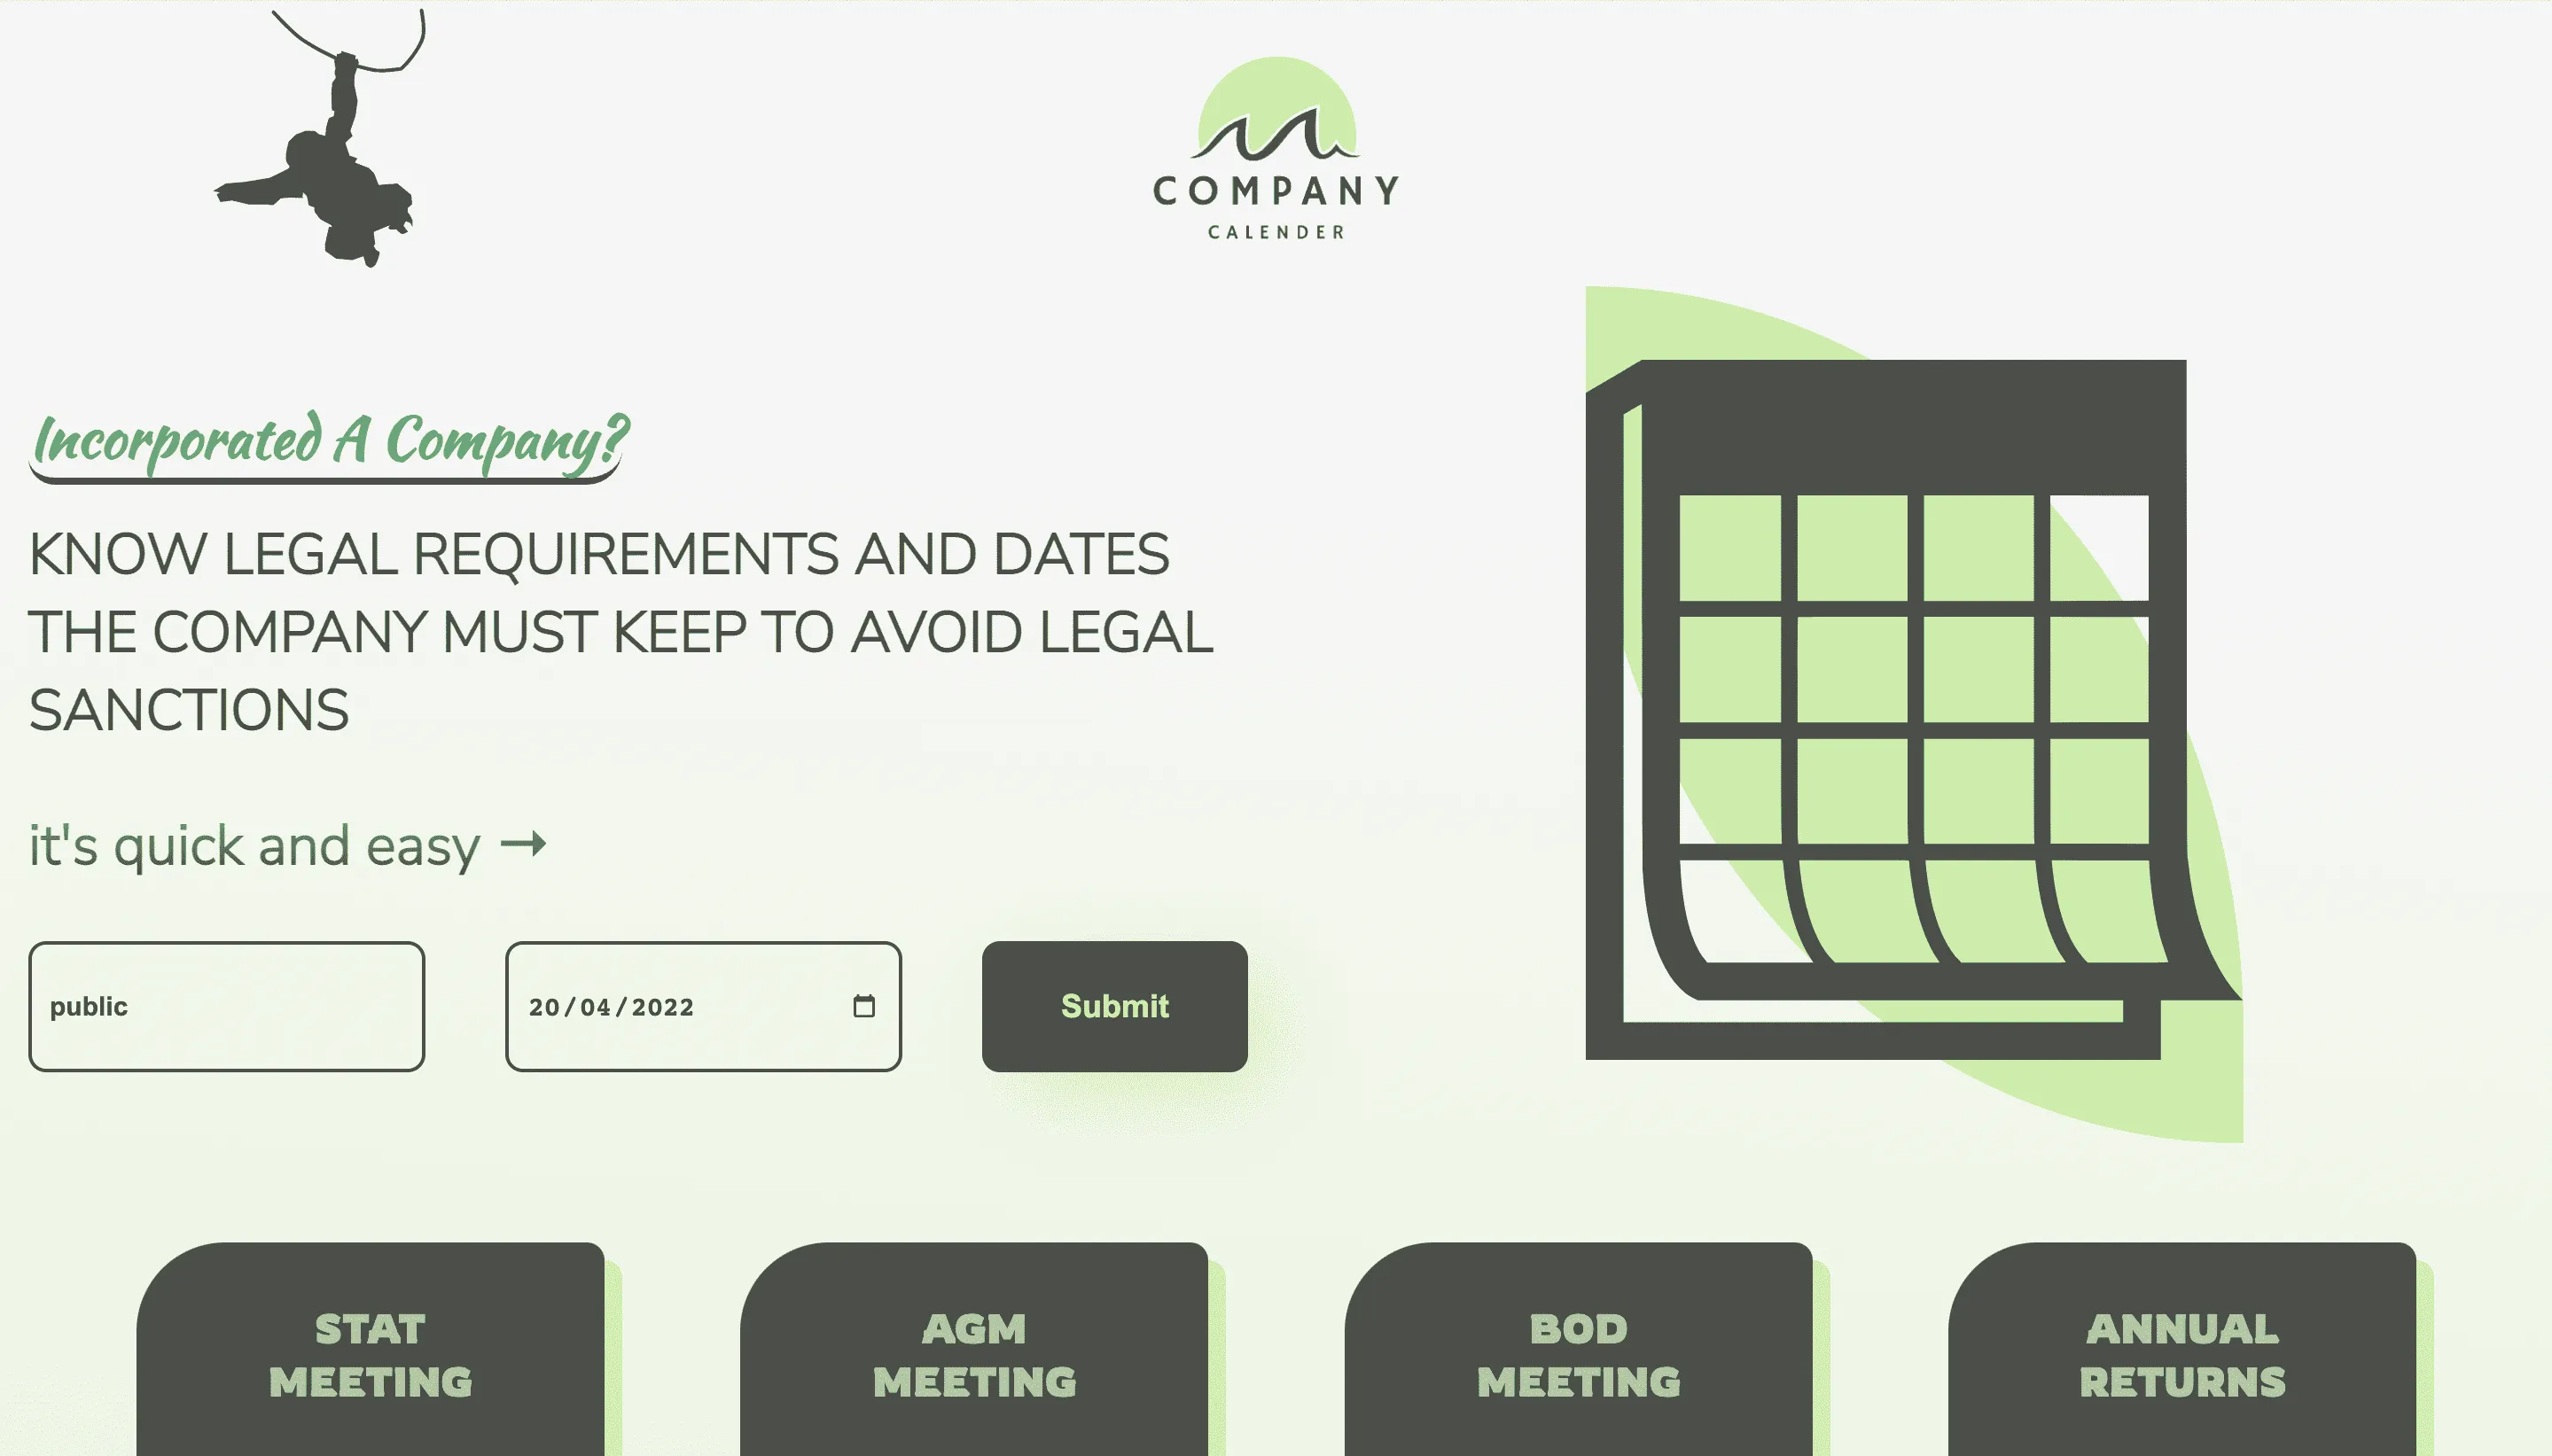 COMPANY
CALENDER
Incorporated A Company?
KNOW LEGAL REQUIREMENTS AND DATES
THE COMPANY MUST KEEP TO AVOID LEGAL
SANCTIONS
it's quick and easy →
public
20/04/2022
Submit
STAT
MEETING
AGM
MEETING
BOD
MEETING
ANNUAL
RETURNS